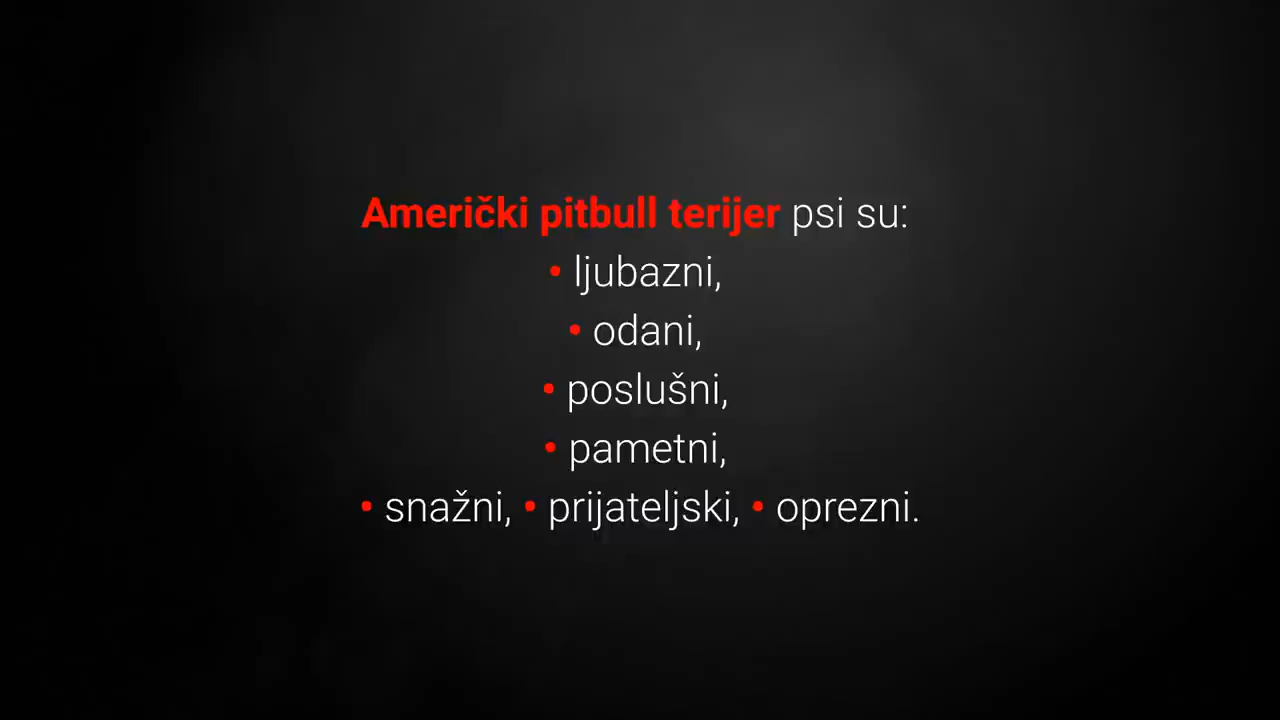 Američki pitbull terijer psi su:
• ljubazni,
• odani,
• poslušni,
• pametni,
• snažni, • prijateljski, • oprezni.